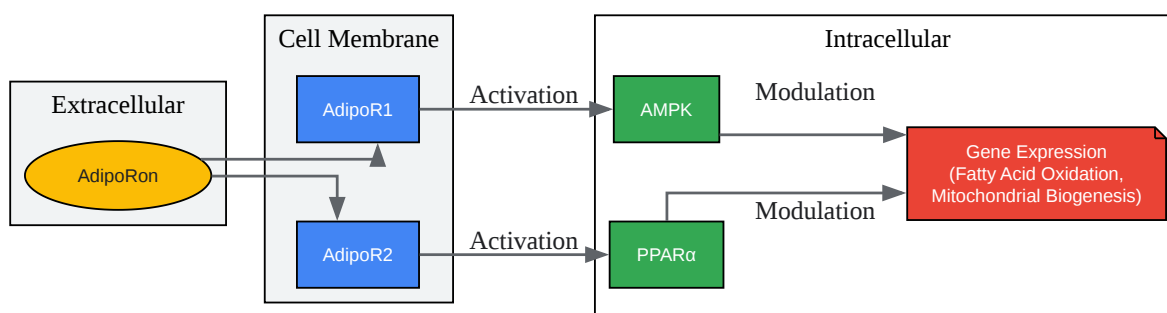 Extracellular
AdipoRon
Cell Membrane
AdipoR1
AdipoR2
Activation
Activation
Intracellular
AMPK
PPARα
Modulation
Modulation
Gene Expression
(Fatty Acid Oxidation,
Mitochondrial Biogenesis)